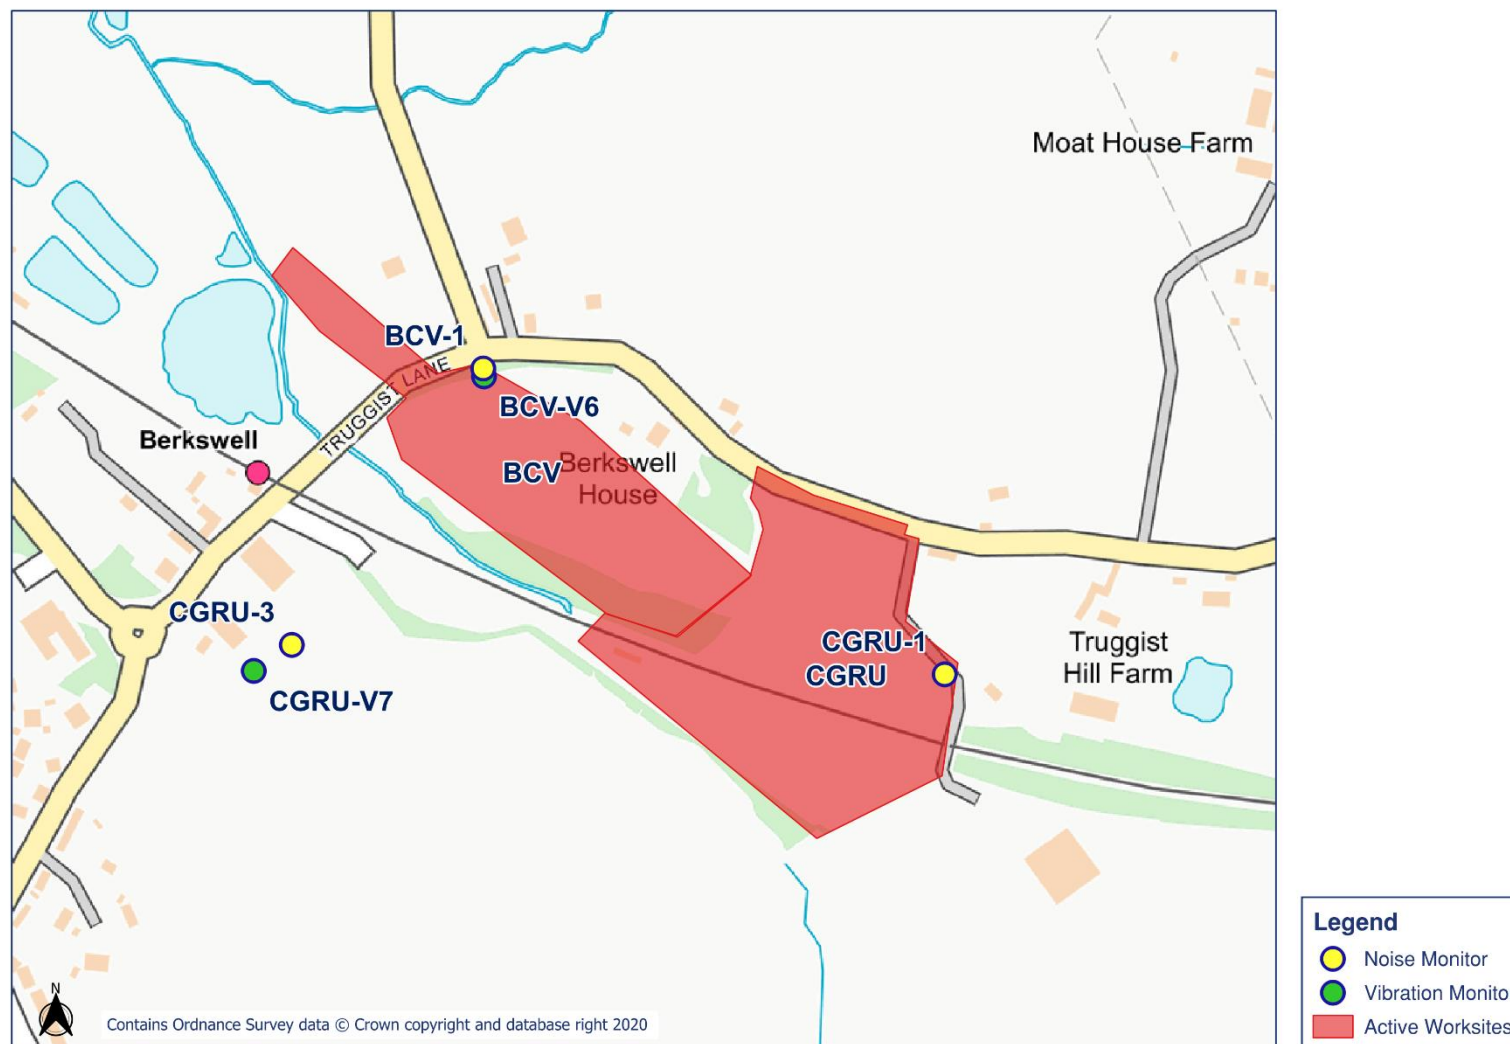 Moat House Farm
BCV-1
TRUGGIST LANE
BCV-V6
Berkswell
BCV
Berkswell
House
CGRU-3
CGRU-1
CGRU
Truggist
Hill Farm
CGRU-V7
N
Contains Ordnance Survey data © Crown copyright and database right 2020
Legend
Noise Monitor
Vibration Monito
Active Worksites